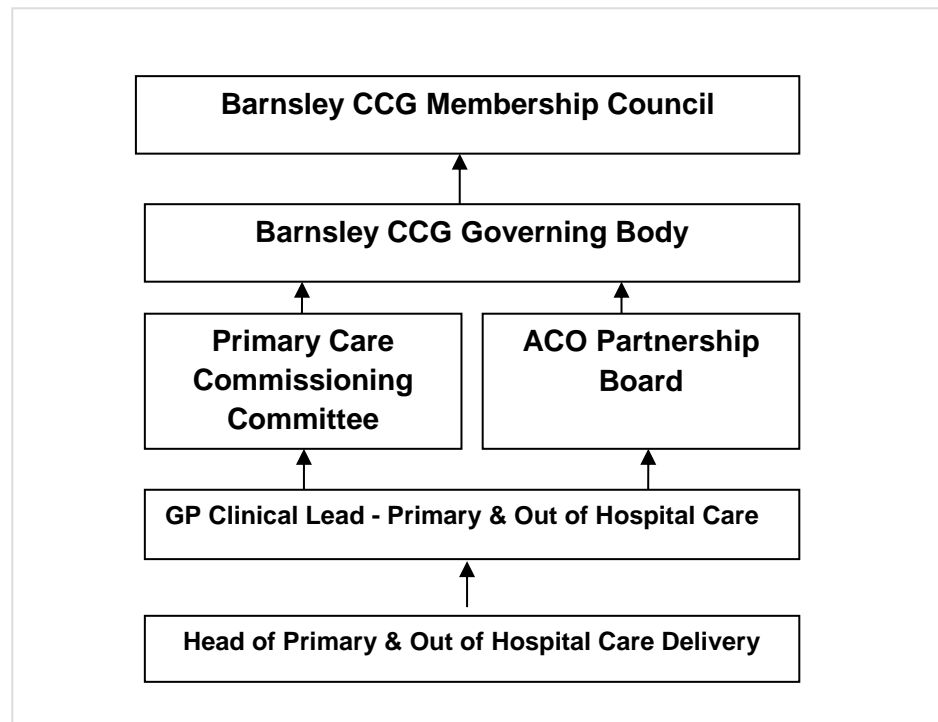 Barnsley CCG Membership Council
Barnsley CCG Governing Body
Primary Care
Commissioning
Committee
ACO Partnership
Board
GP Clinical Lead - Primary & Out of Hospital Care
Head of Primary & Out of Hospital Care Delivery